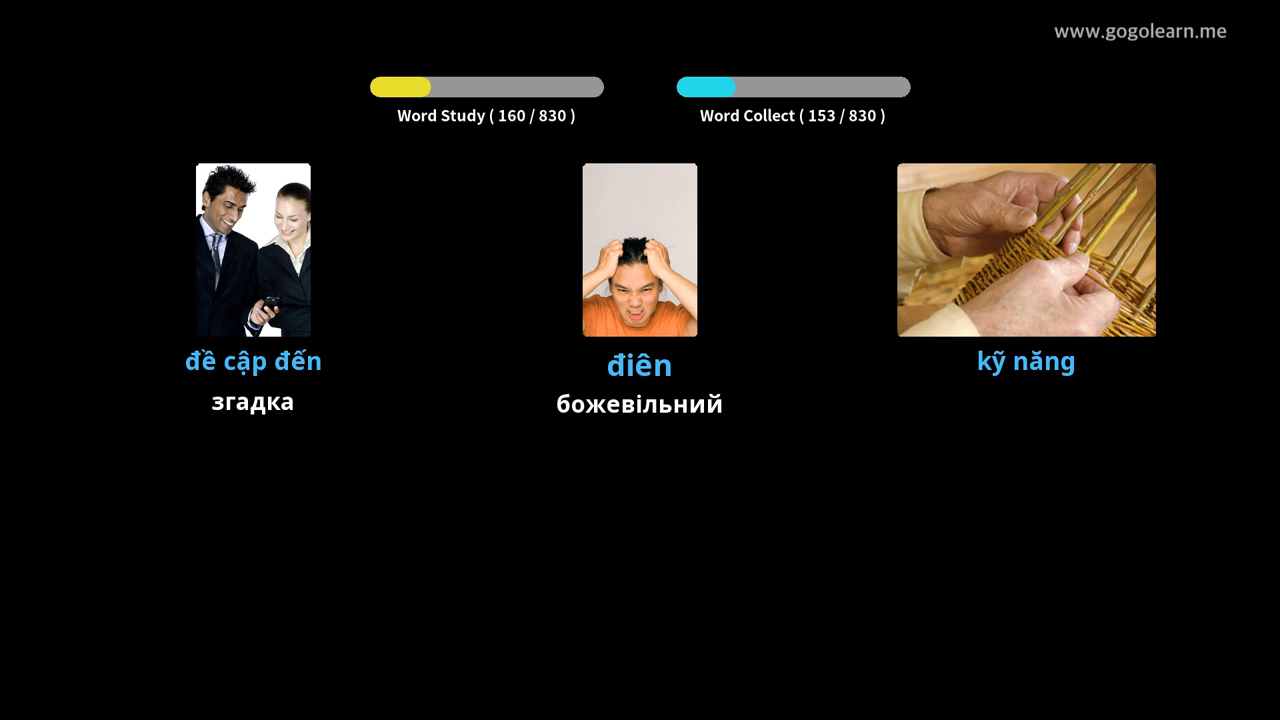 www.gogolearn.me
Word Study ( 160 / 830 )
Word Collect ( 153 / 830 )
đề cập đến
згадка
điên
божевільний
kỹ năng